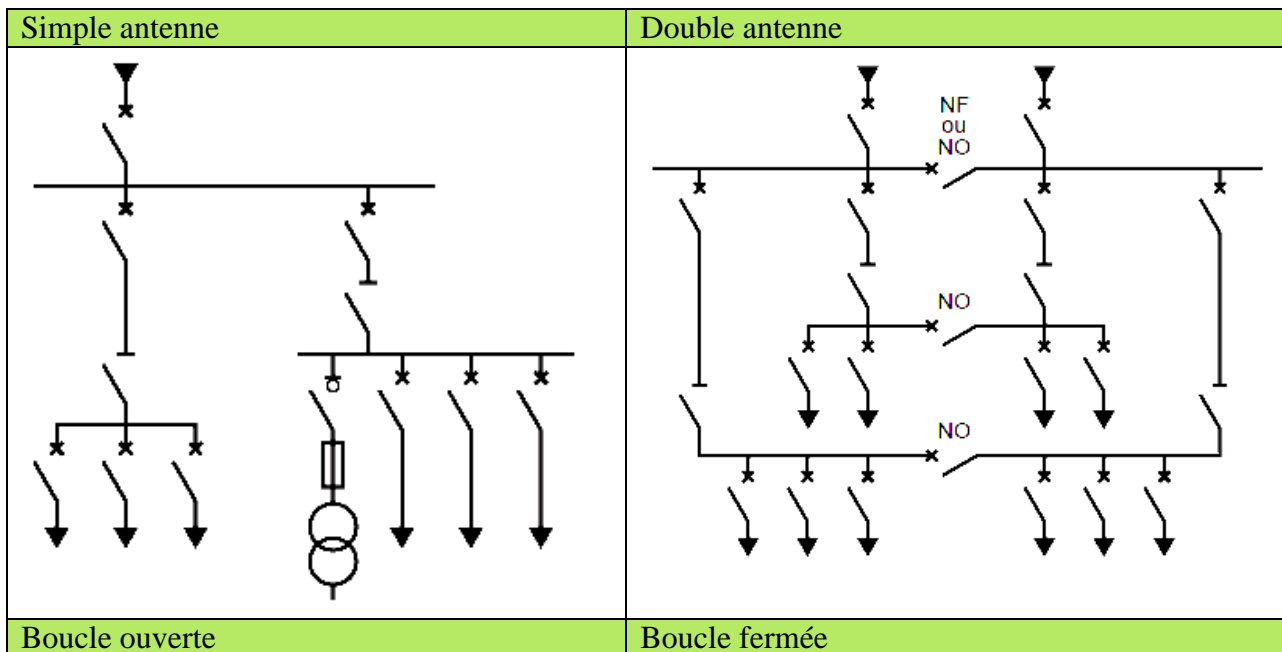 Simple antenne
Double antenne
NF
ou
NO
NO
NO
Boucle ouverte
Boucle fermée